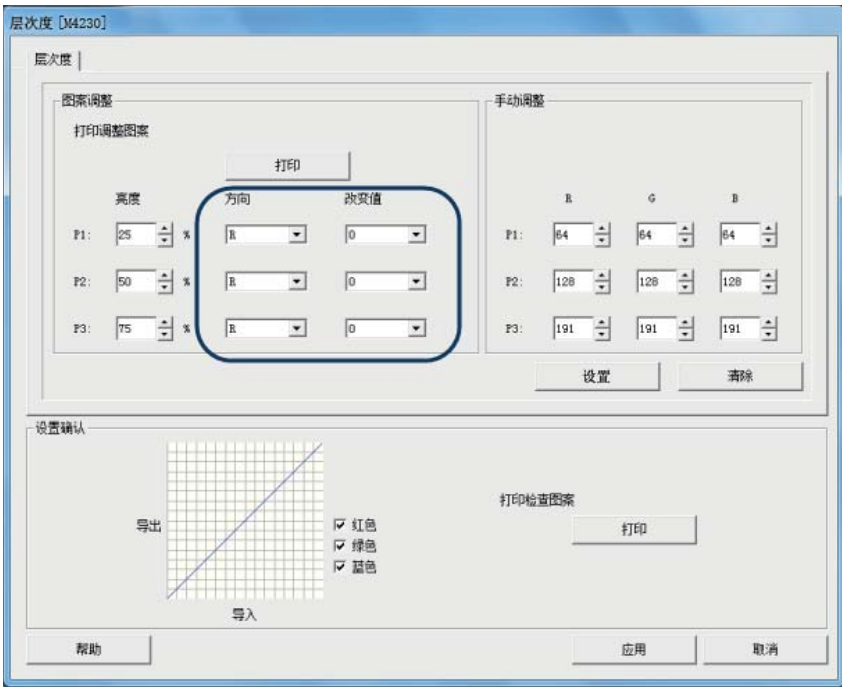 层次度 [M4230]
层次度
图案调整
打印调整图案
打印
亮度 方向 改变值
P1: 25 % R 0
P2: 50 % R 0
P3: 75 % R 0
手动调整
R G B
P1: 64 64 64
P2: 128 128 128
P3: 191 191 191
设置 清除
设置确认
导出
导入
红色
绿色
蓝色
打印检查图案
打印
帮助 应用 取消